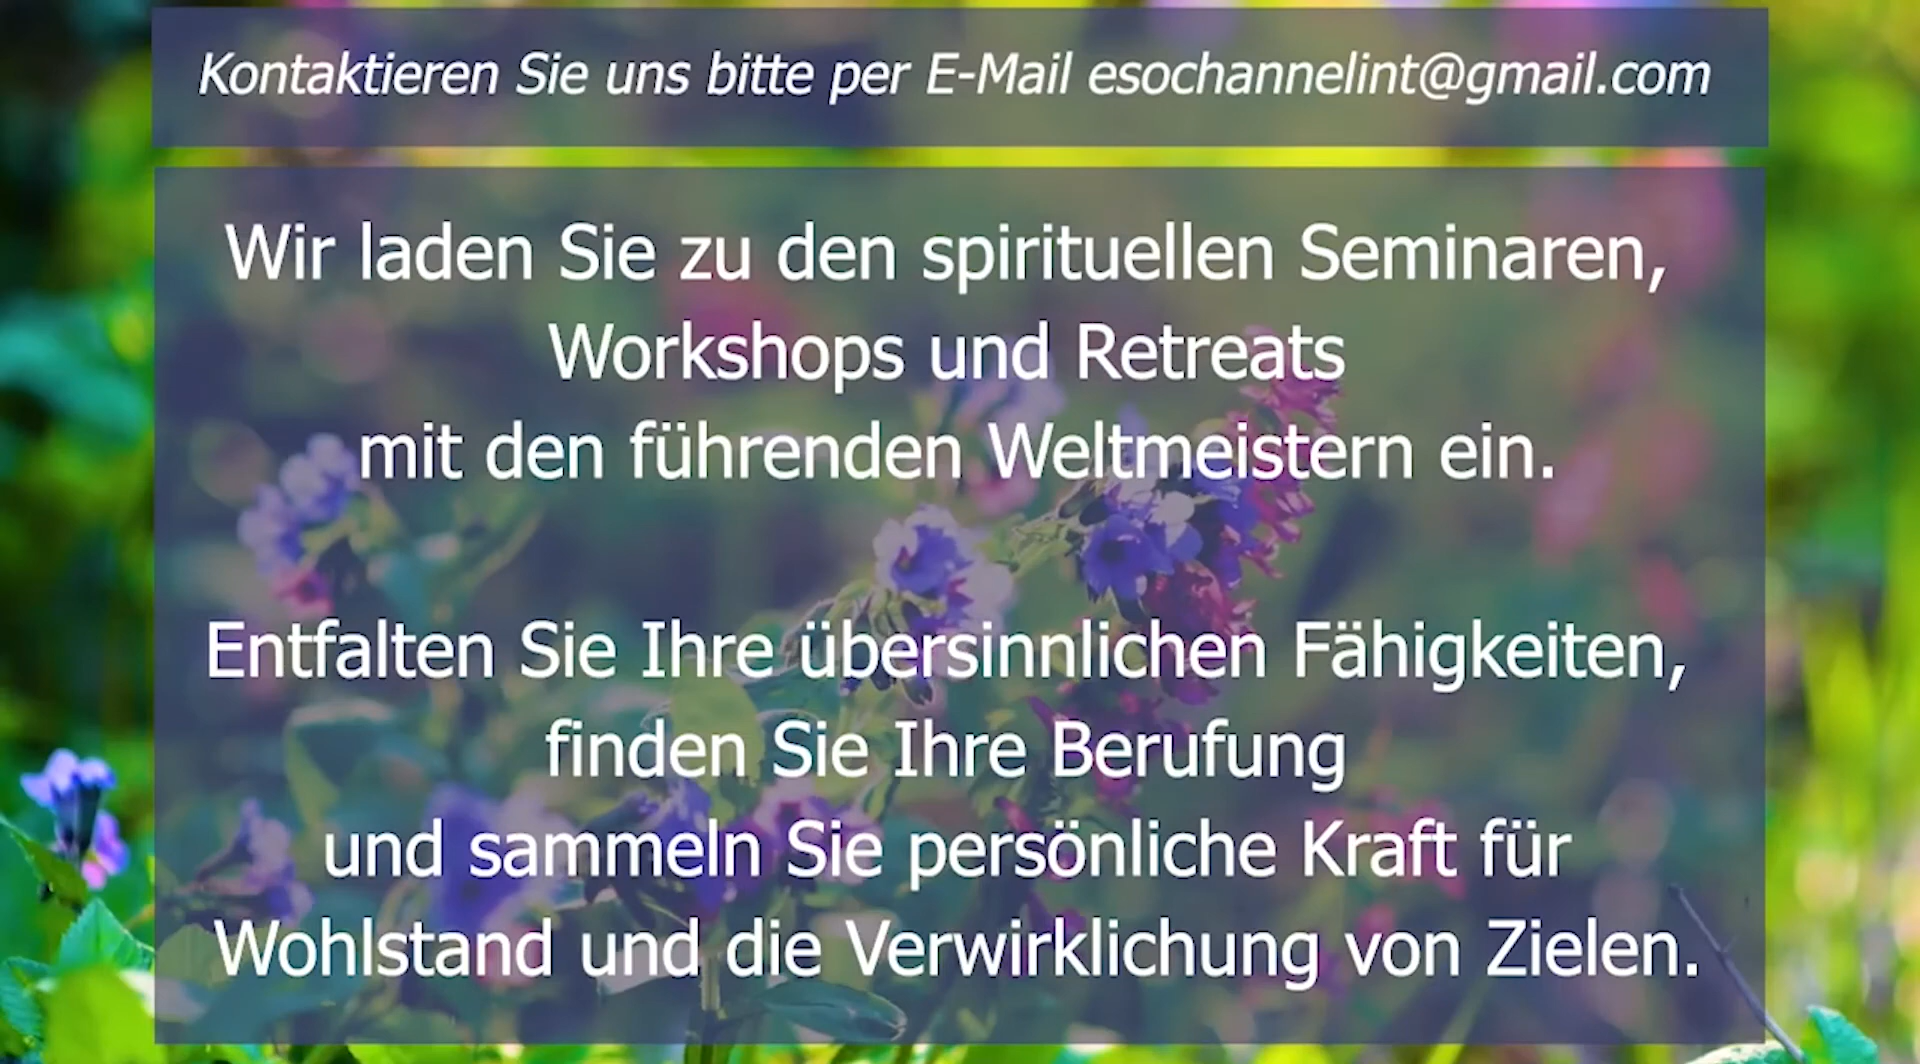 Kontaktieren Sie uns bitte per E-Mail esochannelint@gmail.com
Wir laden Sie zu den spirituellen Seminaren,
Workshops und Retreats
mit den führenden Weltmeistern ein.
Entfalten Sie Ihre übersinnlichen Fähigkeiten,
finden Sie Ihre Berufung
und sammeln Sie persönliche Kraft für
Wohlstand und die Verwirklichung von Zielen.